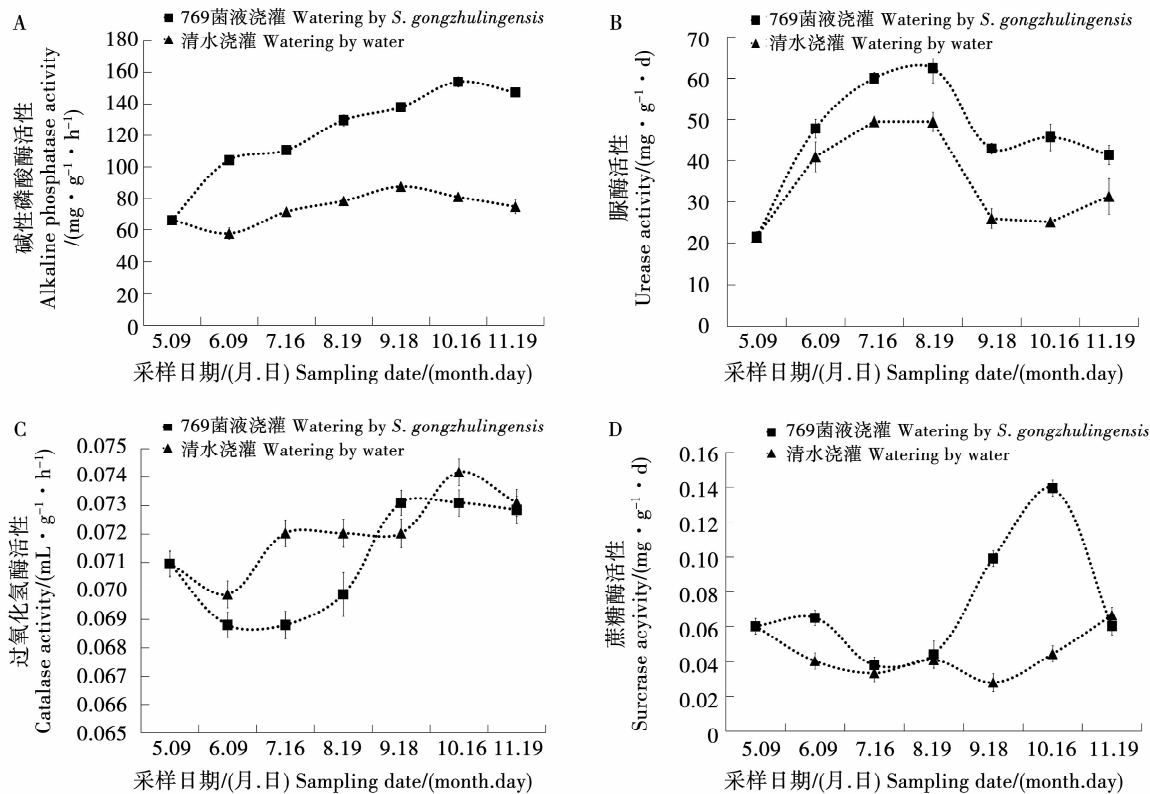 A
769菌液浇灌 Watering by S. gongzhulingensis
清水浇灌 Watering by water
碱性磷酸酶活性
Alkaline phosphatase activity
/(mg·g⁻¹·h⁻¹)
180
160
140
120
100
80
60
40
20
0
5.09 6.09 7.16 8.19 9.18 10.16 11.19
采样日期/(月.日) Sampling date/(month.day)
B
769菌液浇灌 Watering by S. gongzhulingensis
清水浇灌 Watering by water
脲酶活性
Urease activity/(mg·g⁻¹·d)
70
60
50
40
30
20
10
0
5.09 6.09 7.16 8.19 9.18 10.16 11.19
采样日期/(月.日) Sampling date/(month.day)
C
769菌液浇灌 Watering by S. gongzhulingensis
清水浇灌 Watering by water
过氧化氢酶活性
Catalase activity/(mL·g⁻¹·h⁻¹)
0.075
0.074
0.073
0.072
0.071
0.070
0.069
0.068
0.067
0.066
0.065
5.09 6.09 7.16 8.19 9.18 10.16 11.19
采样日期/(月.日) Sampling date/(month.day)
D
769菌液浇灌 Watering by S. gongzhulingensis
清水浇灌 Watering by water
蔗糖酶活性
Surcrase acyivity/(mg·g⁻¹·d)
0.16
0.14
0.12
0.10
0.08
0.06
0.04
0.02
0
5.09 6.09 7.16 8.19 9.18 10.16 11.19
采样日期/(月.日) Sampling date/(month.day)